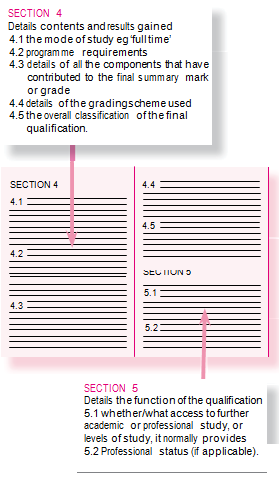 SECTION 4
Details contents and results gained
4.1 the mode of study eg 'full time'
4.2 programme requirements
4.3 details of all the components that have
contributed to the final summary mark
or grade
4.4 details of the grading scheme used
4.5 the overall classification of the final
qualification.
SECTION 4
4.1
4.2
4.3
4.4
4.5
SECTION 5
5.1
5.2
SECTION 5
Details the function of the qualification
5.1 whether/what access to further
academic or professional study, or
levels of study, it normally provides
5.2 Professional status (if applicable).